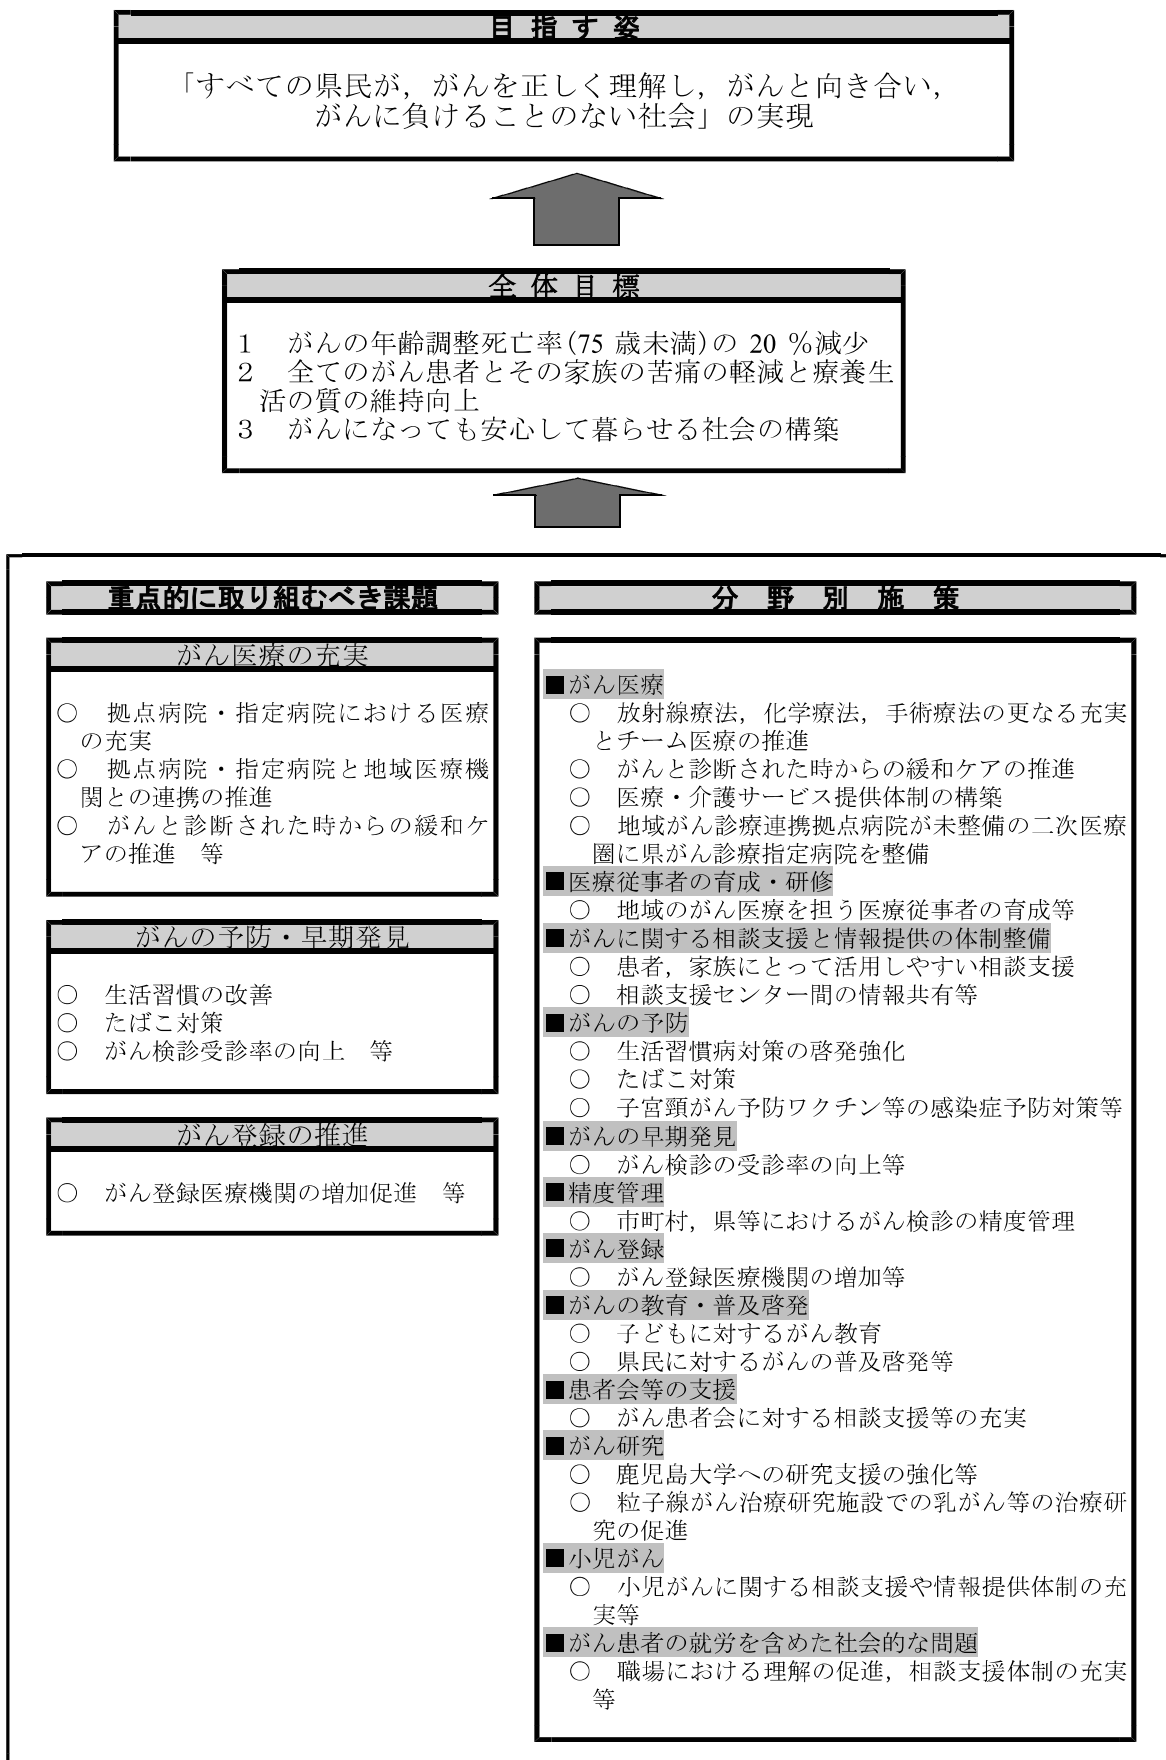 目 指 す 姿
「すべての県民が，がんを正しく理解し，がんと向き合い，
がんに負けることのない社会」の実現
全 体 目 標
1　がんの年齢調整死亡率(75 歳未満)の 20 %減少
2　全てのがん患者とその家族の苦痛の軽減と療養生
活の質の維持向上
3　がんになっても安心して暮らせる社会の構築
重点的に取り組むべき課題
がん医療の充実
○　拠点病院・指定病院における医療
の充実
○　拠点病院・指定病院と地域医療機
関との連携の推進
○　がんと診断された時からの緩和ケ
アの推進　等
がんの予防・早期発見
○　生活習慣の改善
○　たばこ対策
○　がん検診受診率の向上　等
がん登録の推進
○　がん登録医療機関の増加促進　等
分　野　別　施　策
■がん医療
○　放射線療法，化学療法，手術療法の更なる充実
とチーム医療の推進
○　がんと診断された時からの緩和ケアの推進
○　医療・介護サービス提供体制の構築
○　地域がん診療連携拠点病院が未整備の二次医療
圏に県がん診療指定病院を整備
■医療従事者の育成・研修
○　地域のがん医療を担う医療従事者の育成等
■がんに関する相談支援と情報提供の体制整備
○　患者，家族にとって活用しやすい相談支援
○　相談支援センター間の情報共有等
■がんの予防
○　生活習慣病対策の啓発強化
○　たばこ対策
○　子宮頸がん予防ワクチン等の感染症予防対策等
■がんの早期発見
○　がん検診の受診率の向上等
■精度管理
○　市町村，県等におけるがん検診の精度管理
■がん登録
○　がん登録医療機関の増加等
■がんの教育・普及啓発
○　子どもに対するがん教育
○　県民に対するがんの普及啓発等
■患者会等の支援
○　がん患者会に対する相談支援等の充実
■がん研究
○　鹿児島大学への研究支援の強化等
○　粒子線がん治療研究施設での乳がん等の治療研
究の促進
■小児がん
○　小児がんに関する相談支援や情報提供体制の充
実等
■がん患者の就労を含めた社会的な問題
○　職場における理解の促進，相談支援体制の充実
等